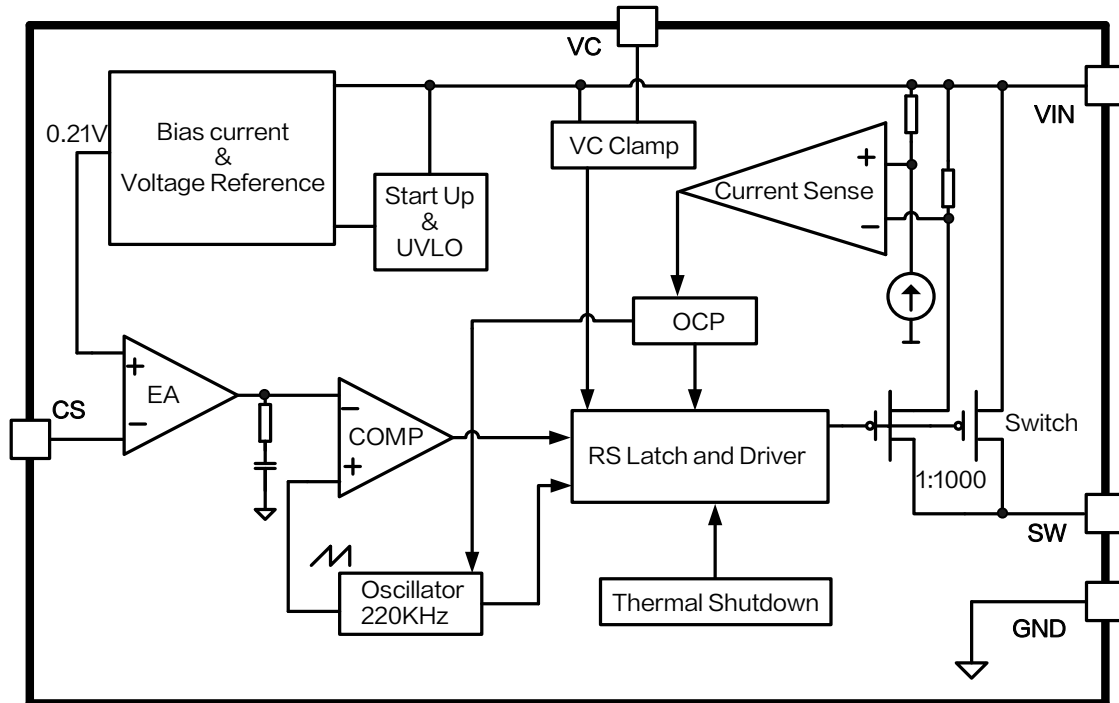 VC
VIN
0.21V
Bias current
&
Voltage Reference
VC Clamp
+
Current Sense
−
Start Up
&
UVLO
OCP
+
EA
−
CS
−
COMP
+
RS Latch and Driver
Switch
1:1000
SW
Oscillator
220KHz
Thermal Shutdown
GND